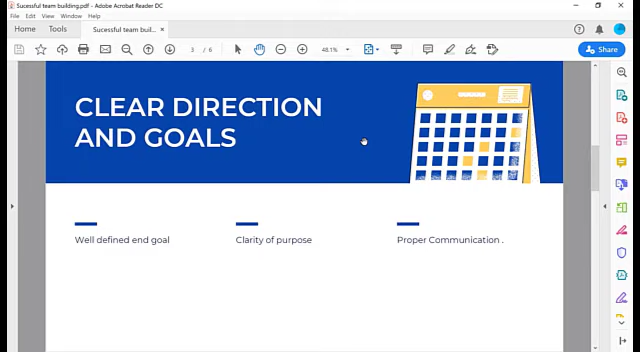 Sucessful team building.pdf - Adobe Acrobat Reader DC
File Edit View Window Help
Home Tools Sucessful team buil... ×
3 / 6 48.1% Share
CLEAR DIRECTION
AND GOALS
Well defined end goal Clarity of purpose Proper Communication .